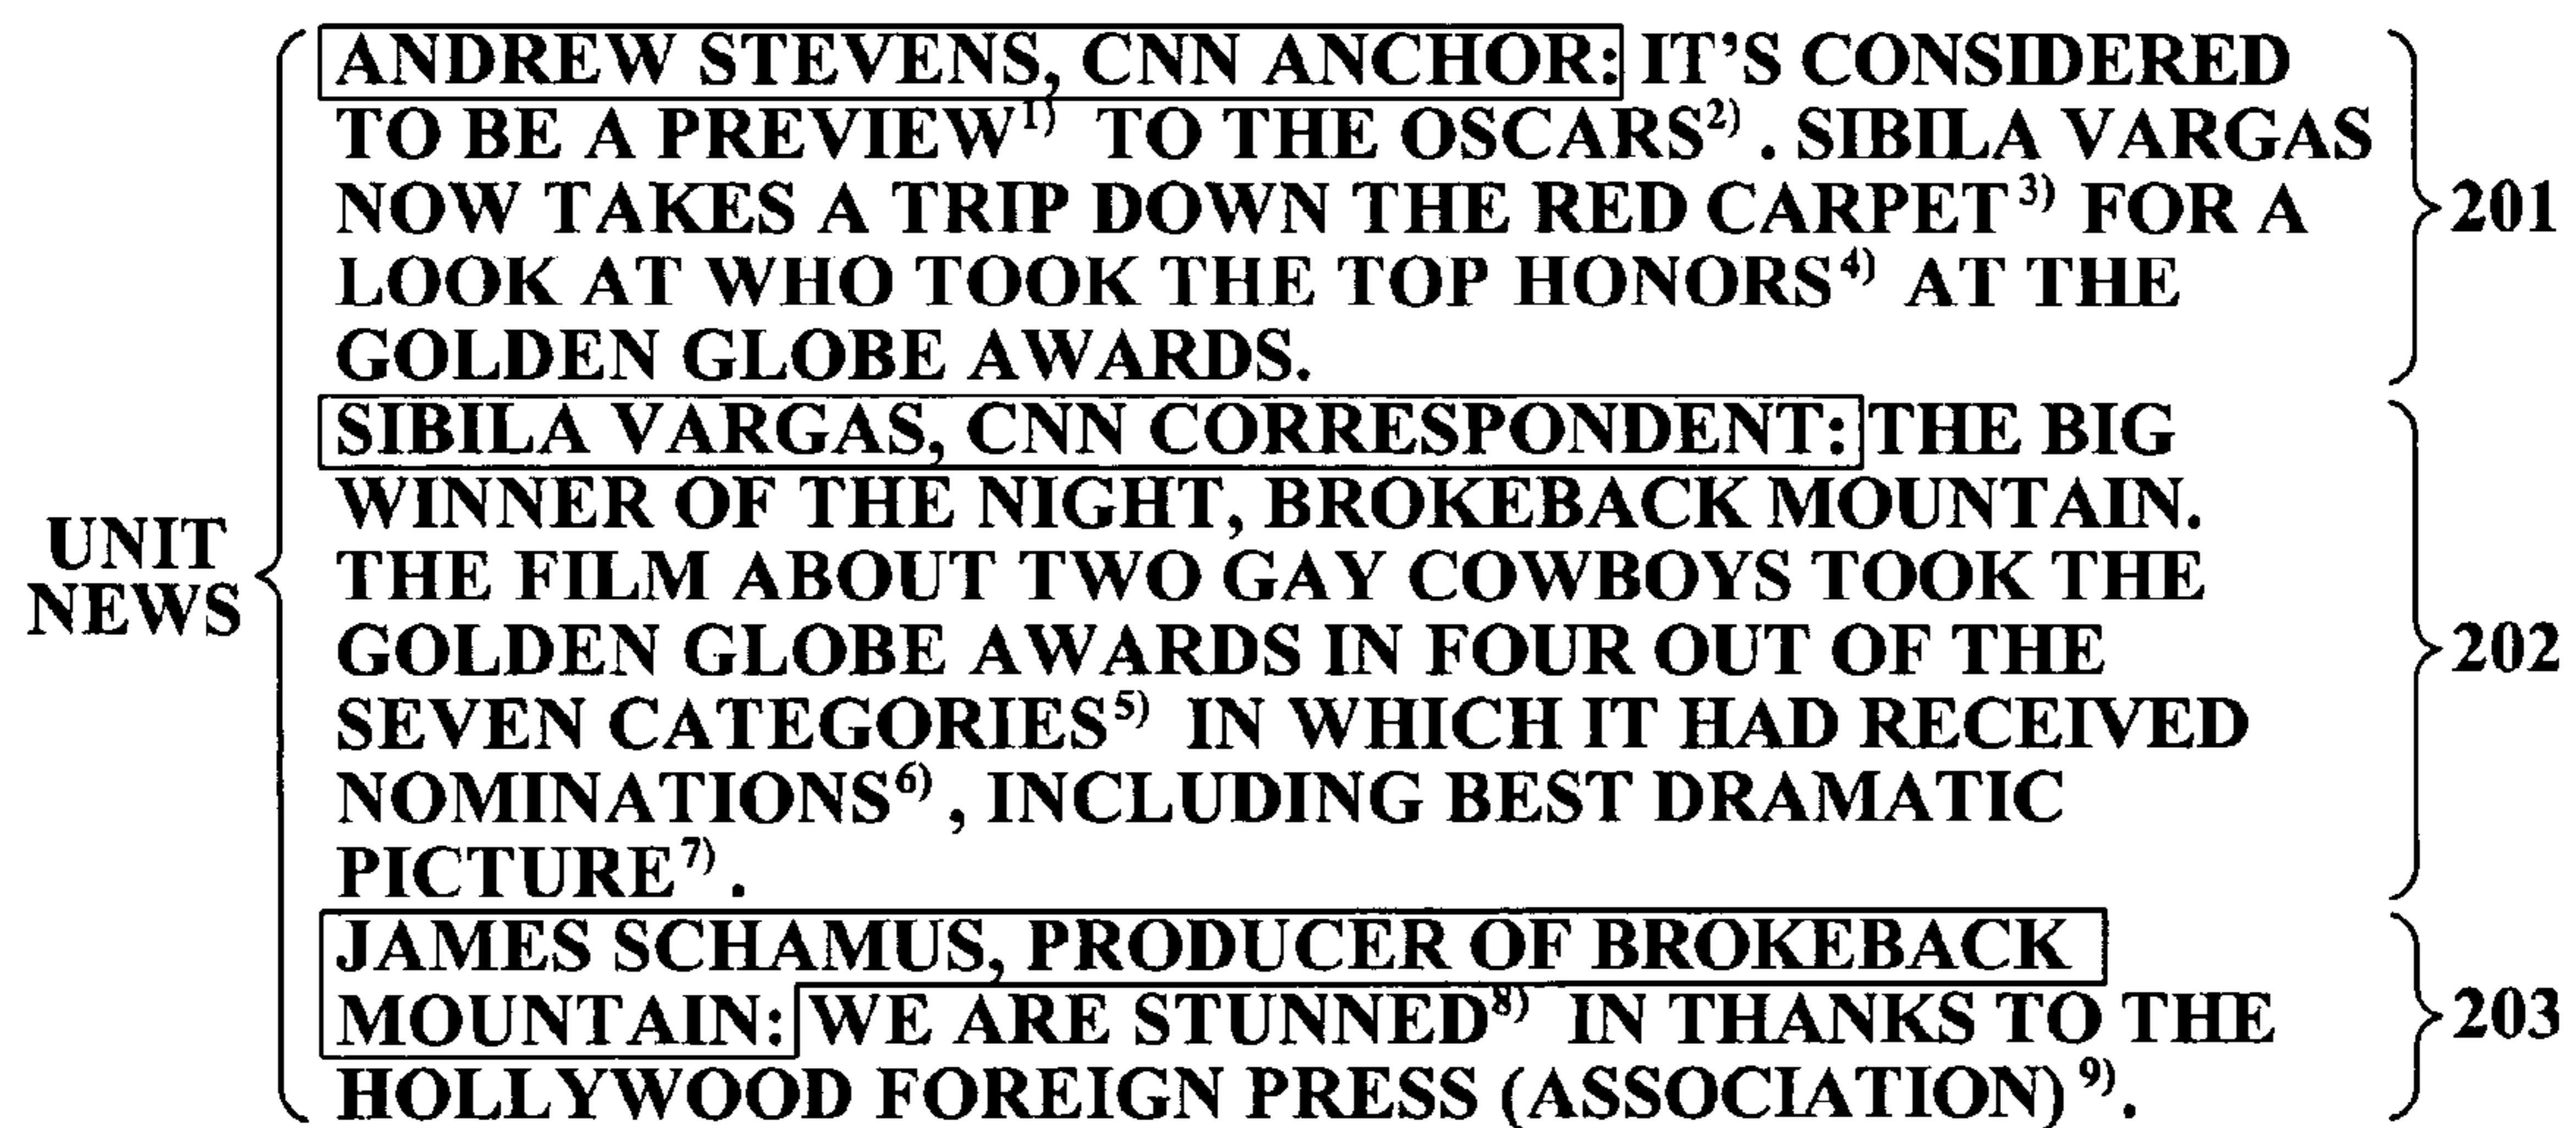 ANDREW STEVENS, CNN ANCHOR: IT'S CONSIDERED
TO BE A PREVIEW1) TO THE OSCARS2). SIBILA VARGAS
NOW TAKES A TRIP DOWN THE RED CARPET3) FOR A
LOOK AT WHO TOOK THE TOP HONORS4) AT THE
GOLDEN GLOBE AWARDS.
201
SIBILA VARGAS, CNN CORRESPONDENT: THE BIG
WINNER OF THE NIGHT, BROKEBACK MOUNTAIN.
THE FILM ABOUT TWO GAY COWBOYS TOOK THE
GOLDEN GLOBE AWARDS IN FOUR OUT OF THE
SEVEN CATEGORIES5) IN WHICH IT HAD RECEIVED
NOMINATIONS6), INCLUDING BEST DRAMATIC
PICTURE7).
202
UNIT
NEWS
JAMES SCHAMUS, PRODUCER OF BROKEBACK
MOUNTAIN: WE ARE STUNNED8) IN THANKS TO THE
HOLLYWOOD FOREIGN PRESS (ASSOCIATION)9).
203